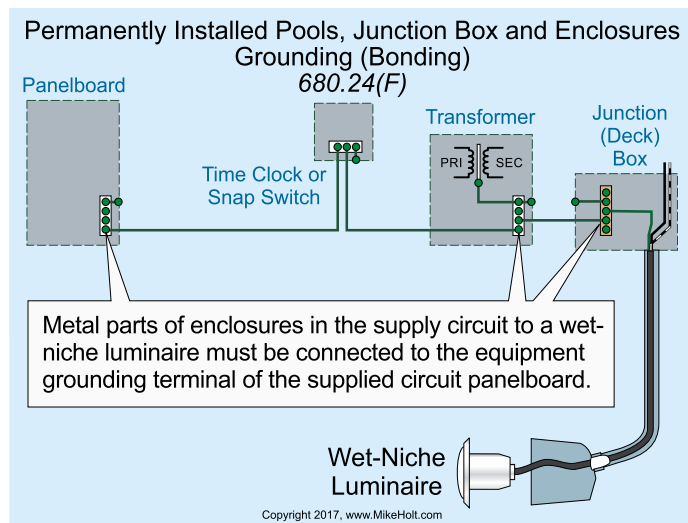 Permanently Installed Pools, Junction Box and Enclosures
Grounding (Bonding)
680.24(F)
Panelboard
Time Clock or
Snap Switch
Transformer
PRI
SEC
Junction
(Deck)
Box
Metal parts of enclosures in the supply circuit to a wet-
niche luminaire must be connected to the equipment
grounding terminal of the supplied circuit panelboard.
Wet-Niche
Luminaire
Copyright 2017, www.MikeHolt.com